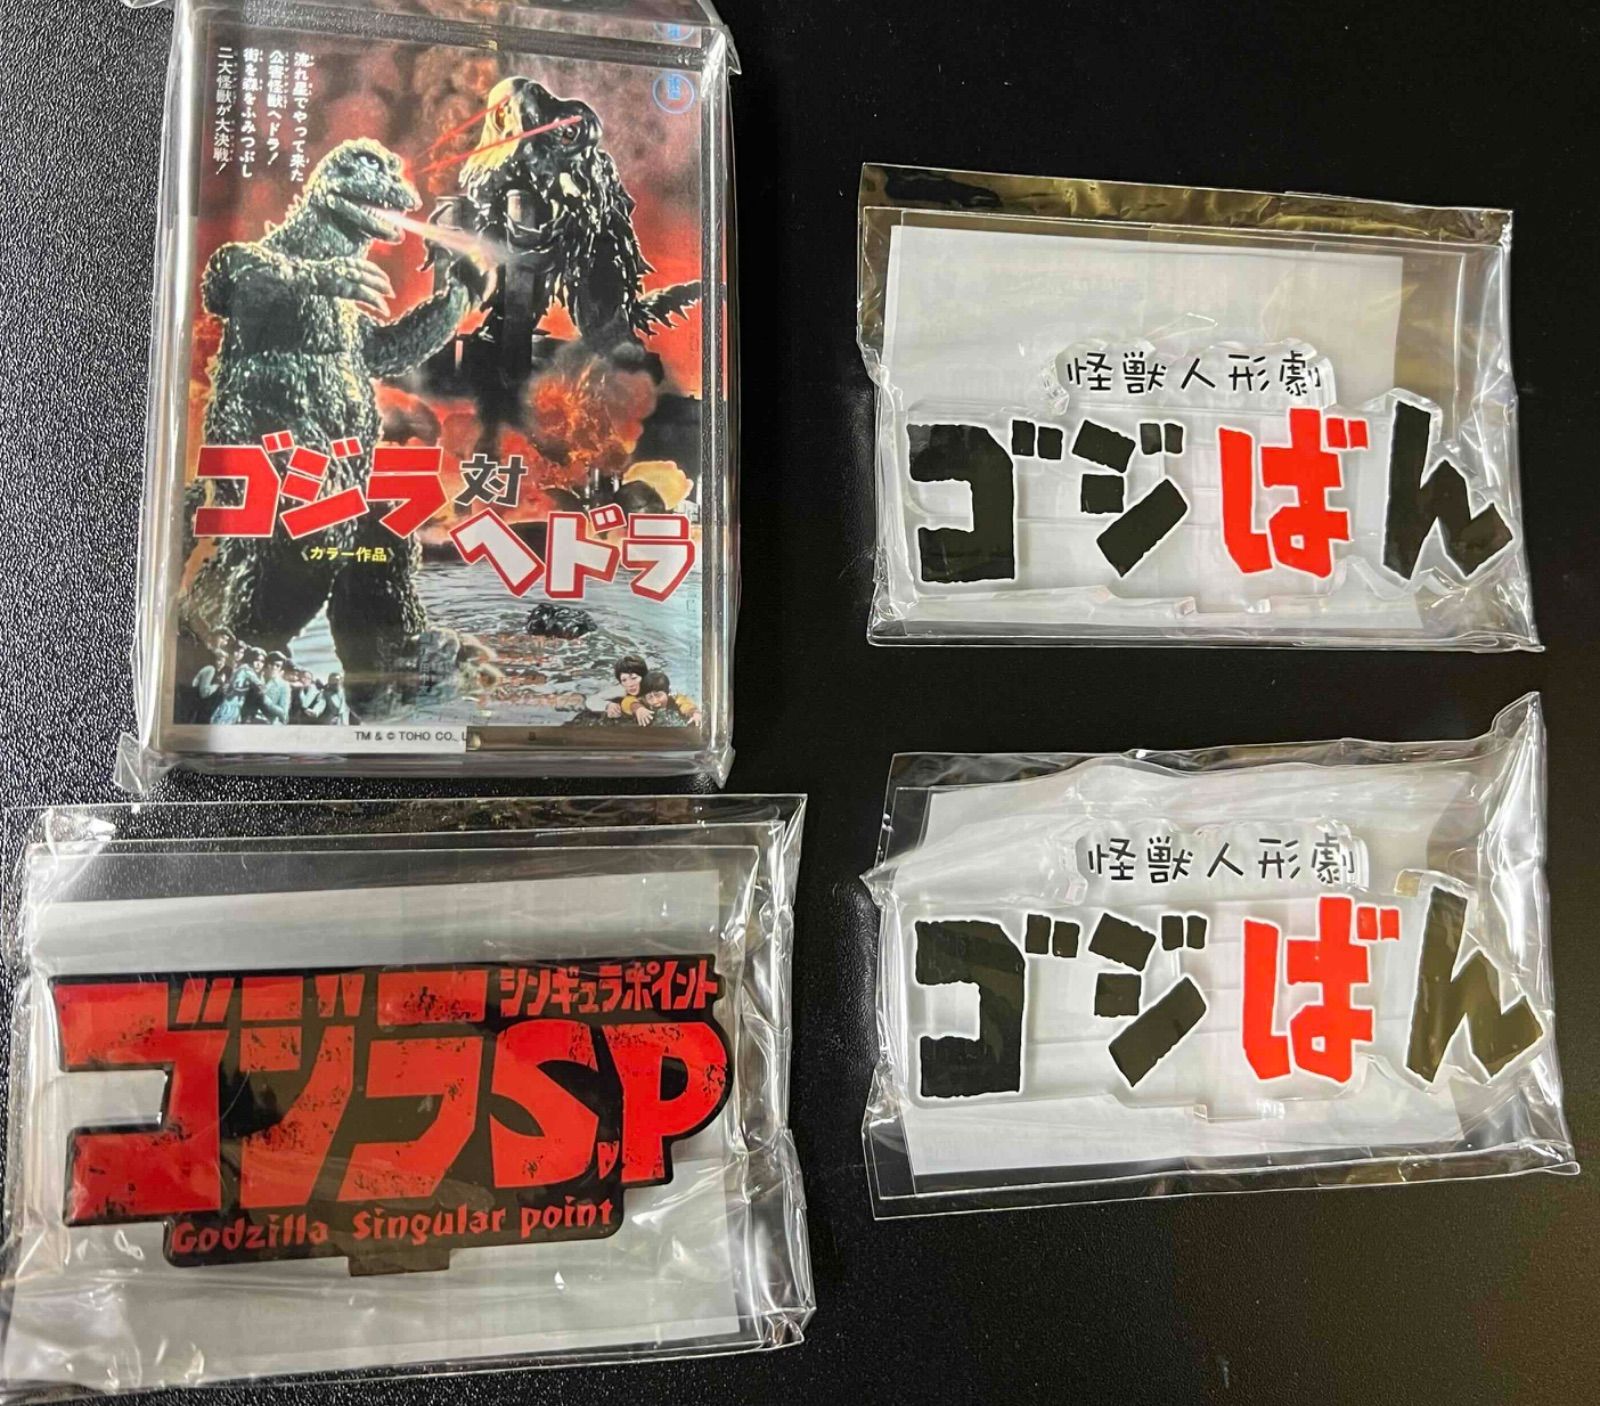 流れ星でやって来た
公害怪獣ヘドラ!
街を森をふみつぶし
二大怪獣が大決戦!
ゴジラ
対
ヘドラ
《カラー作品》
TM & © TOHO CO., L
怪獣人形劇
ゴジばん
シンギュラポイント
ゴジラS.P
Godzilla Singular point
怪獣人形劇
ゴジばん